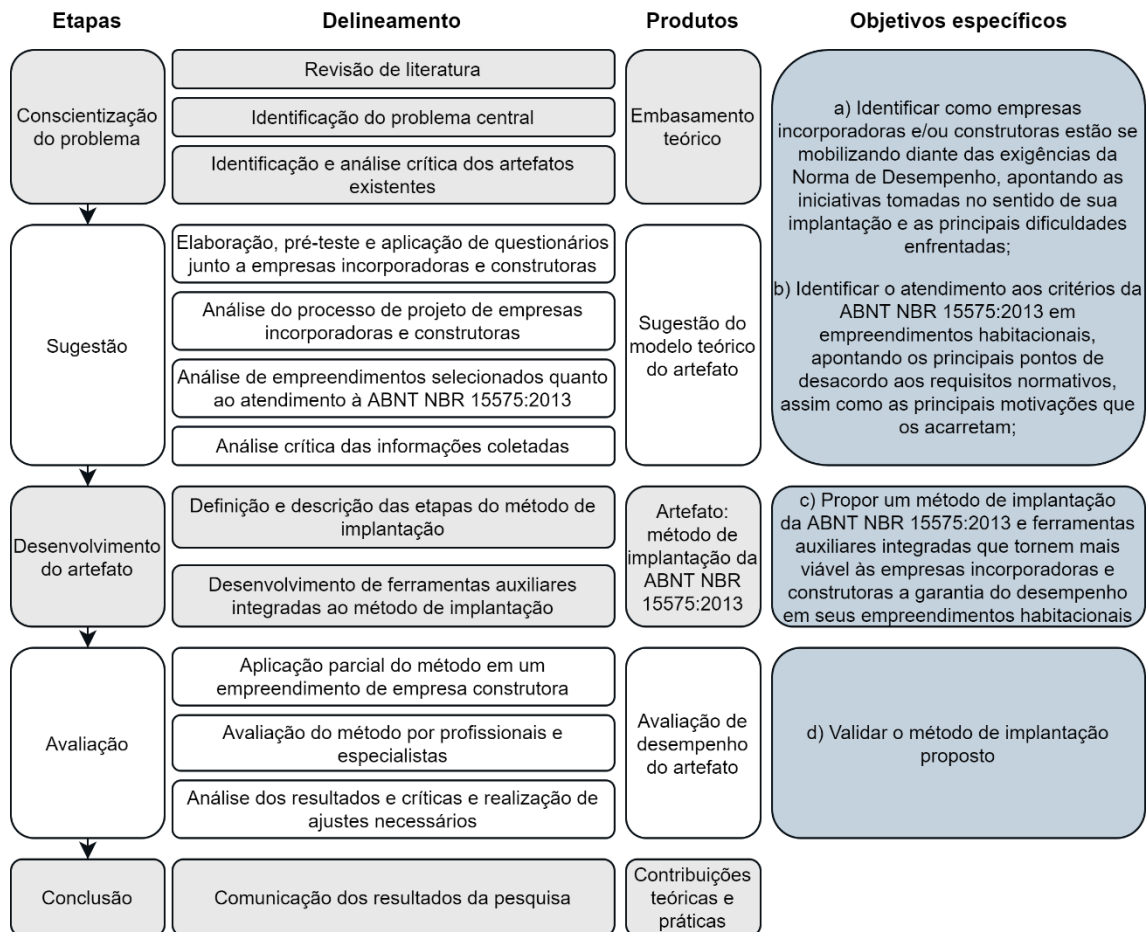 Etapas
Delineamento
Produtos
Objetivos específicos
Conscientização
do problema
Revisão de literatura
Identificação do problema central
Identificação e análise crítica dos artefatos
existentes
Embasamento
teórico
a) Identificar como empresas
incorporadoras e/ou construtoras estão se
mobilizando diante das exigências da
Norma de Desempenho, apontando as
iniciativas tomadas no sentido de sua
implantação e as principais dificuldades
enfrentadas;
b) Identificar o atendimento aos critérios da
ABNT NBR 15575:2013 em
empreendimentos habitacionais,
apontando os principais pontos de
desacordo aos requisitos normativos,
assim como as principais motivações que
os acarretam;
Sugestão
Elaboração, pré-teste e aplicação de questionários
junto a empresas incorporadoras e construtoras
Análise do processo de projeto de empresas
incorporadoras e construtoras
Análise de empreendimentos selecionados quanto
ao atendimento à ABNT NBR 15575:2013
Análise crítica das informações coletadas
Sugestão do
modelo teórico
do artefato
Desenvolvimento
do artefato
Definição e descrição das etapas do método de
implantação
Desenvolvimento de ferramentas auxiliares
integradas ao método de implantação
Artefato:
método de
implantação da
ABNT NBR
15575:2013
c) Propor um método de implantação
da ABNT NBR 15575:2013 e ferramentas
auxiliares integradas que tornem mais
viável às empresas incorporadoras e
construtoras a garantia do desempenho
em seus empreendimentos habitacionais
Avaliação
Aplicação parcial do método em um
empreendimento de empresa construtora
Avaliação do método por profissionais e
especialistas
Análise dos resultados e críticas e realização de
ajustes necessários
Avaliação de
desempenho
do artefato
d) Validar o método de implantação
proposto
Conclusão
Comunicação dos resultados da pesquisa
Contribuições
teóricas e
práticas